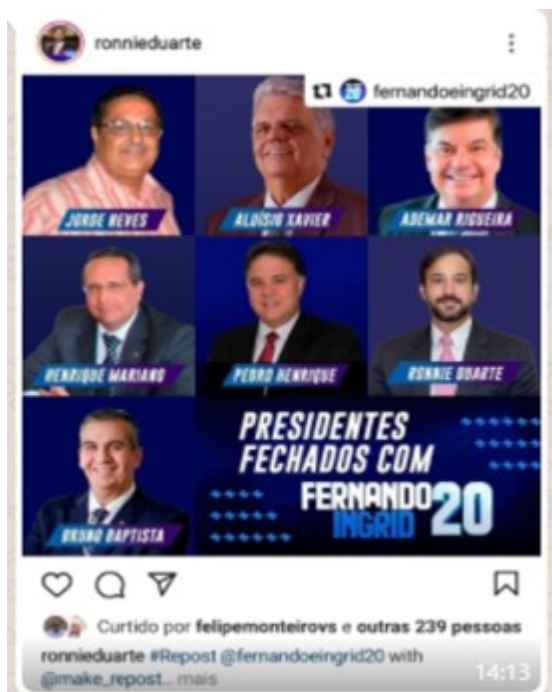 ronnieduarte
fernandoeingrid20
JORGE NEVES
ALOÍSIO XAVIER
ADEMAR RIGUEIRA
HENRIQUE MARIANO
PEDRO HENRIQUE
RONNIE DUARTE
BRUNO BAPTISTA
PRESIDENTES
FECHADOS COM
FERNANDO
INGRID 20
Curtido por felipemonteirovs e outras 239 pessoas
ronnieduarte #Repost @fernandoeingrid20 with
@make_repost... mais
14:13